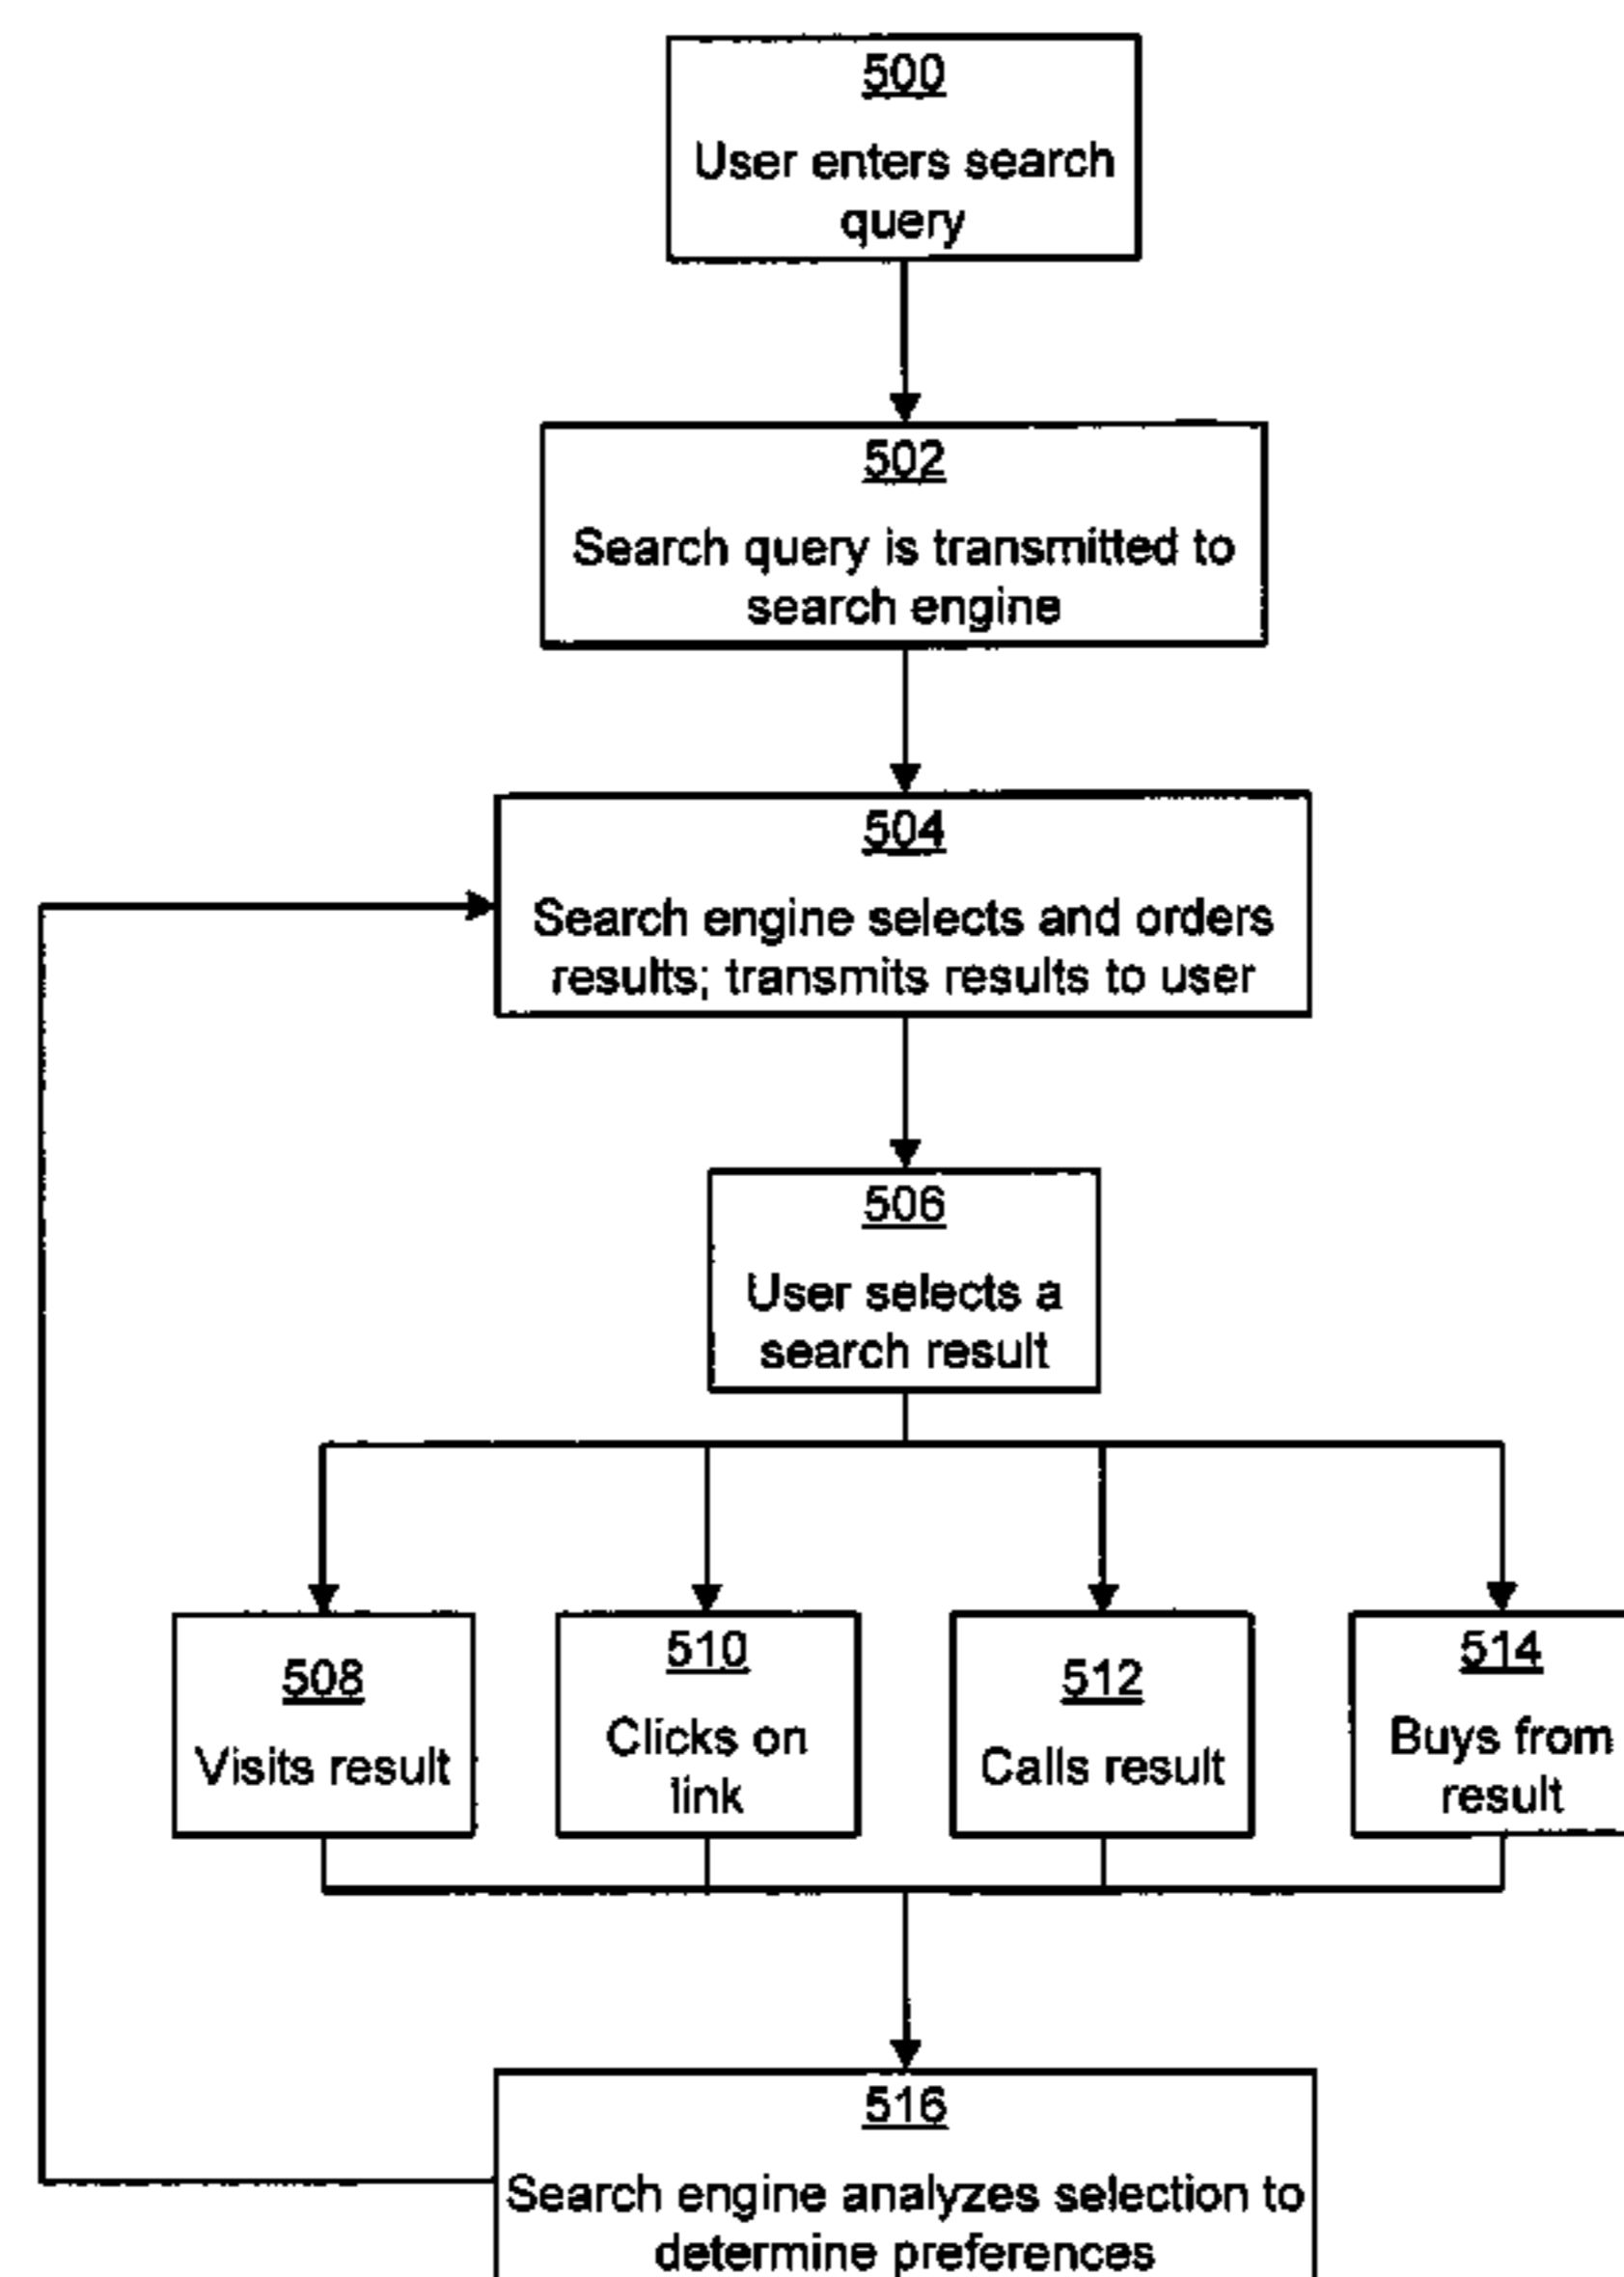 500
User enters search
query
502
Search query is transmitted to
search engine
504
Search engine selects and orders
results; transmits results to user
506
User selects a
search result
508
Visits result
510
Clicks on
link
512
Calls result
514
Buys from
result
516
Search engine analyzes selection to
determine preferences